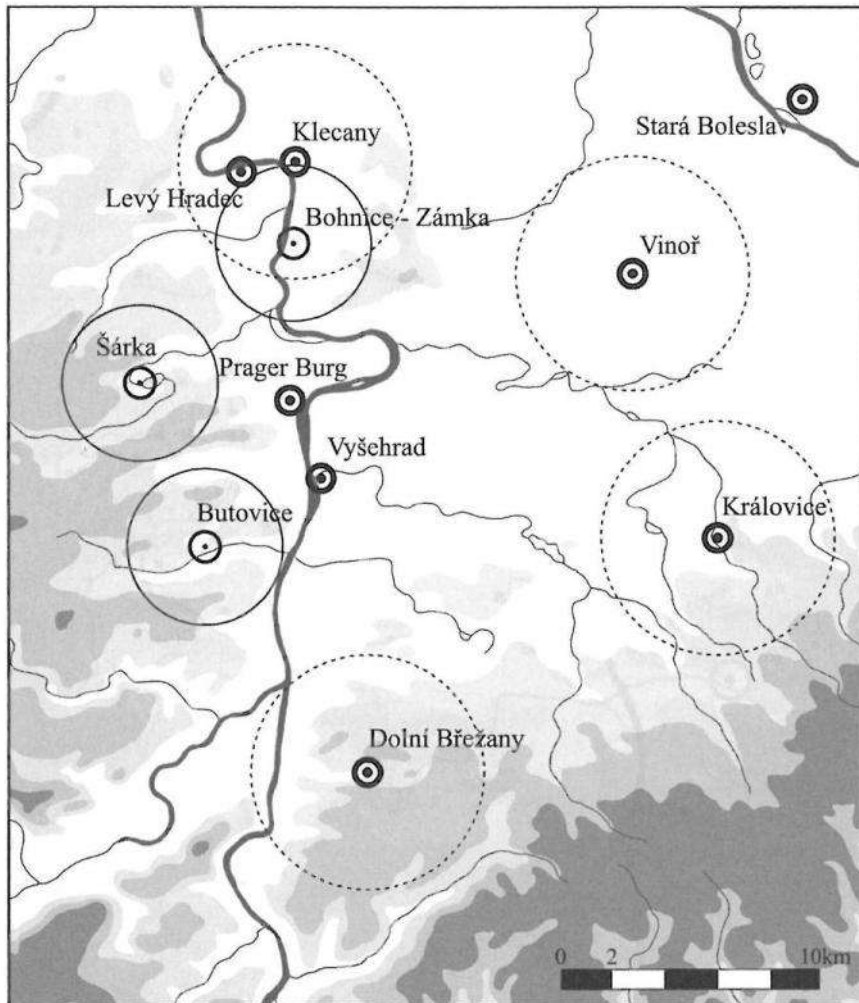 Klecany
Stará Boleslav
Levý Hradec
Bohnice - Zámka
Vinoř
Šárka
Prager Burg
Vyšehrad
Butovice
Královice
Dolní Břežany
0 2 10km